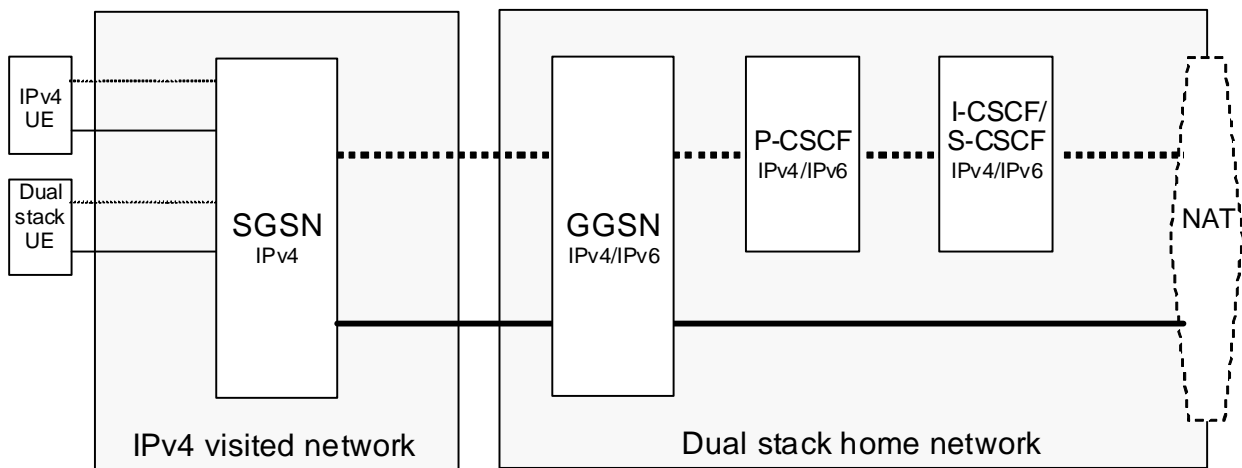 IPv4
UE
Dual
stack
UE
SGSN
IPv4
GGSN
IPv4/IPv6
P-CSCF
IPv4/IPv6
I-CSCF/
S-CSCF
IPv4/IPv6
NAT
IPv4 visited network
Dual stack home network